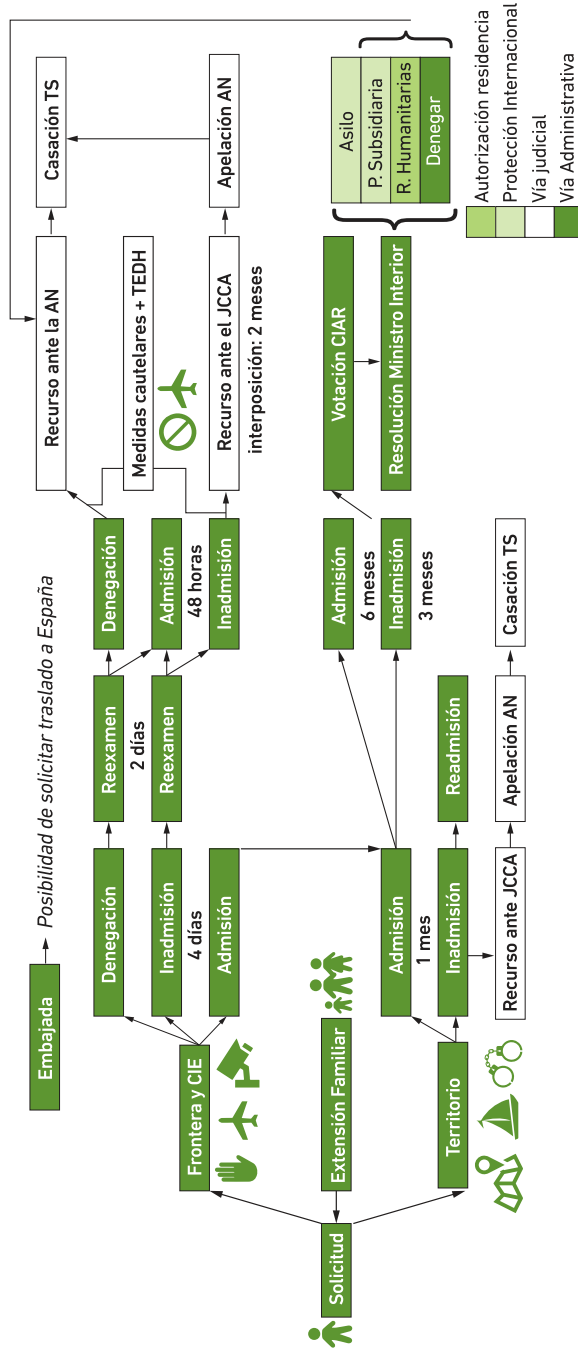 Embajada
Posibilidad de solicitar traslado a España
Solicitud
Frontera y CIE
Extensión Familiar
Territorio
Denegación
Inadmisión
4 días
Admisión
Reexamen
2 días
Reexamen
Denegación
Admisión
48 horas
Inadmisión
Recurso ante la AN
Medidas cautelares + TEDH
Recurso ante el JCCA
interposición: 2 meses
Casación TS
Apelación AN
Admisión
1 mes
Inadmisión
Readmisión
Recurso ante JCCA
Apelación AN
Casación TS
Admisión
6 meses
Inadmisión
3 meses
Votación CIAR
Resolución Ministro Interior
Asilo
P. Subsidiaria
R. Humanitarias
Denegar
Autorización residencia
Protección Internacional
Vía judicial
Vía Administrativa